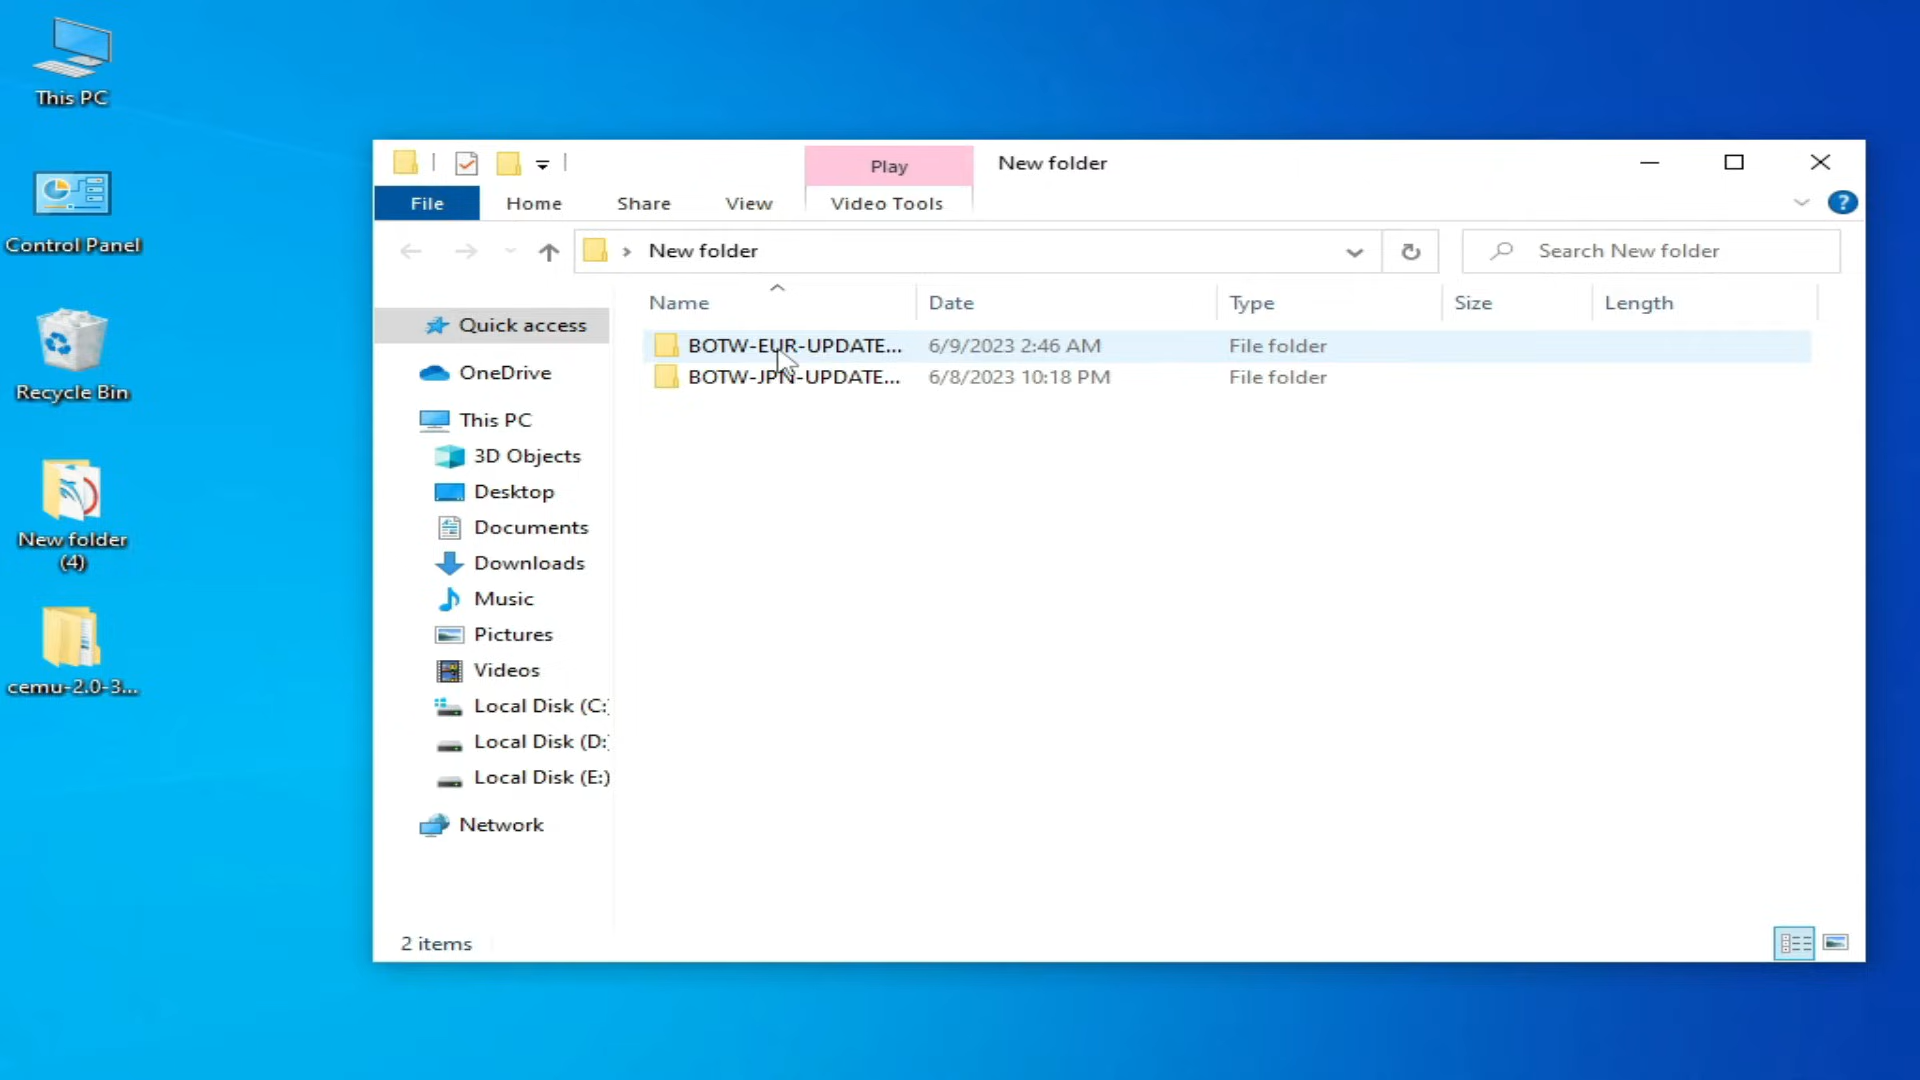 This PC
Control Panel
Recycle Bin
New folder
(4)
cemu-2.0-3...
Play
New folder
File
Home
Share
View
Video Tools
?
New folder
Search New folder
Name
Date
Type
Size
Length
BOTW-EUR-UPDATE...
6/9/2023 2:46 AM
File folder
BOTW-JPN-UPDATE...
6/8/2023 10:18 PM
File folder
Quick access
OneDrive
This PC
3D Objects
Desktop
Documents
Downloads
Music
Pictures
Videos
Local Disk (C:)
Local Disk (D:)
Local Disk (E:)
Network
2 items